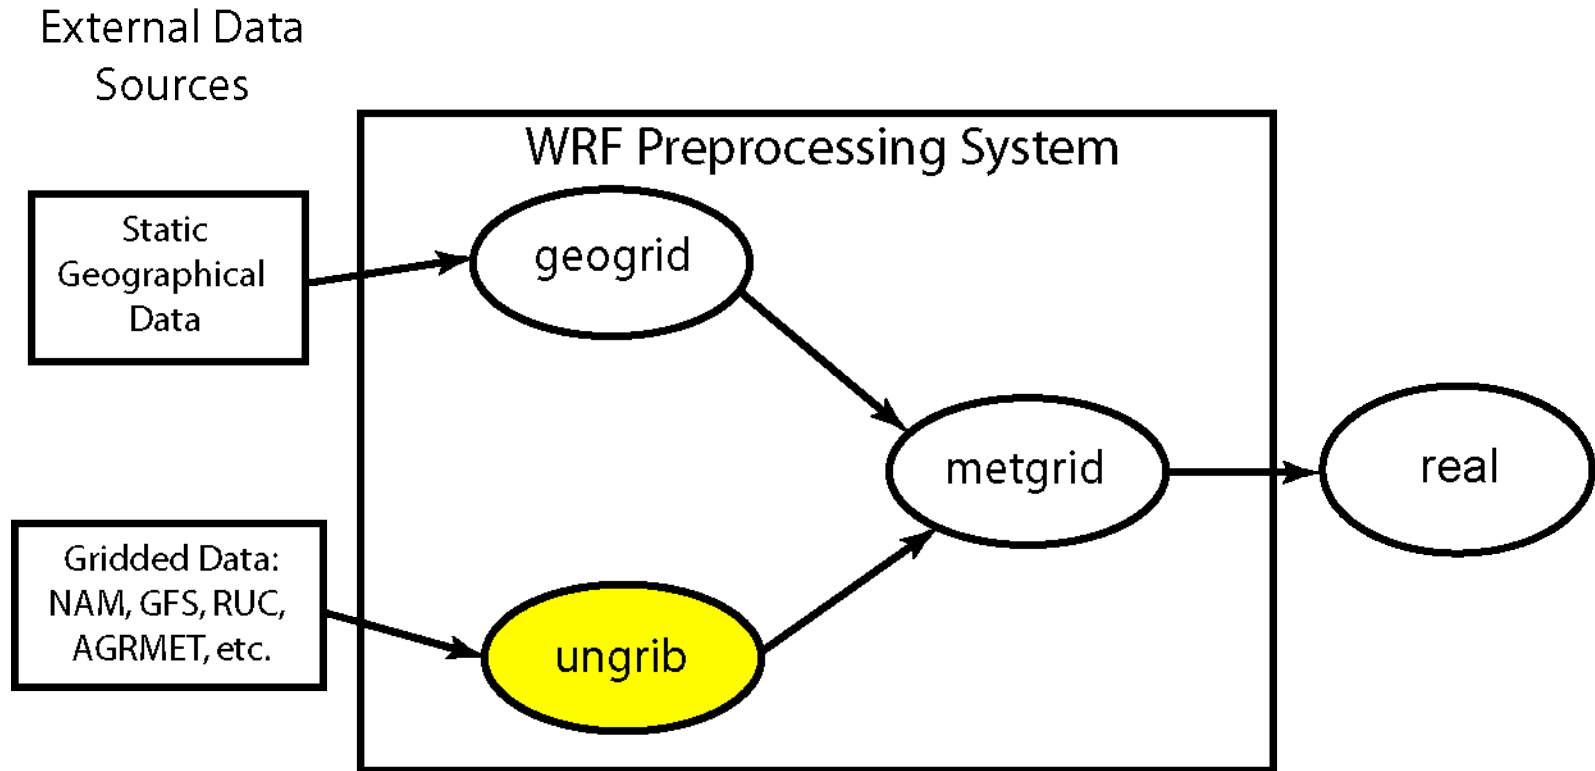 External Data
Sources
WRF Preprocessing System
Static
Geographical
Data
geogrid
metgrid
real
Gridded Data:
NAM, GFS, RUC,
AGRMET, etc.
ungrib